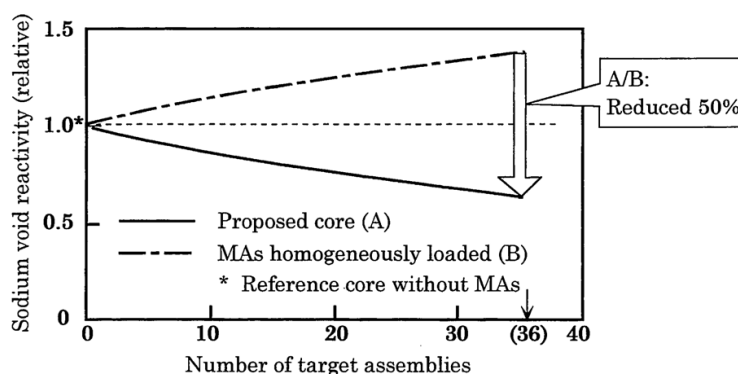 Sodium void reactivity (relative)
1.5
1.0*
0.5
0
A/B:
Reduced 50%
Proposed core (A)
MAs homogeneously loaded (B)
* Reference core without MAs
0
10
20
30
(36)
40
Number of target assemblies